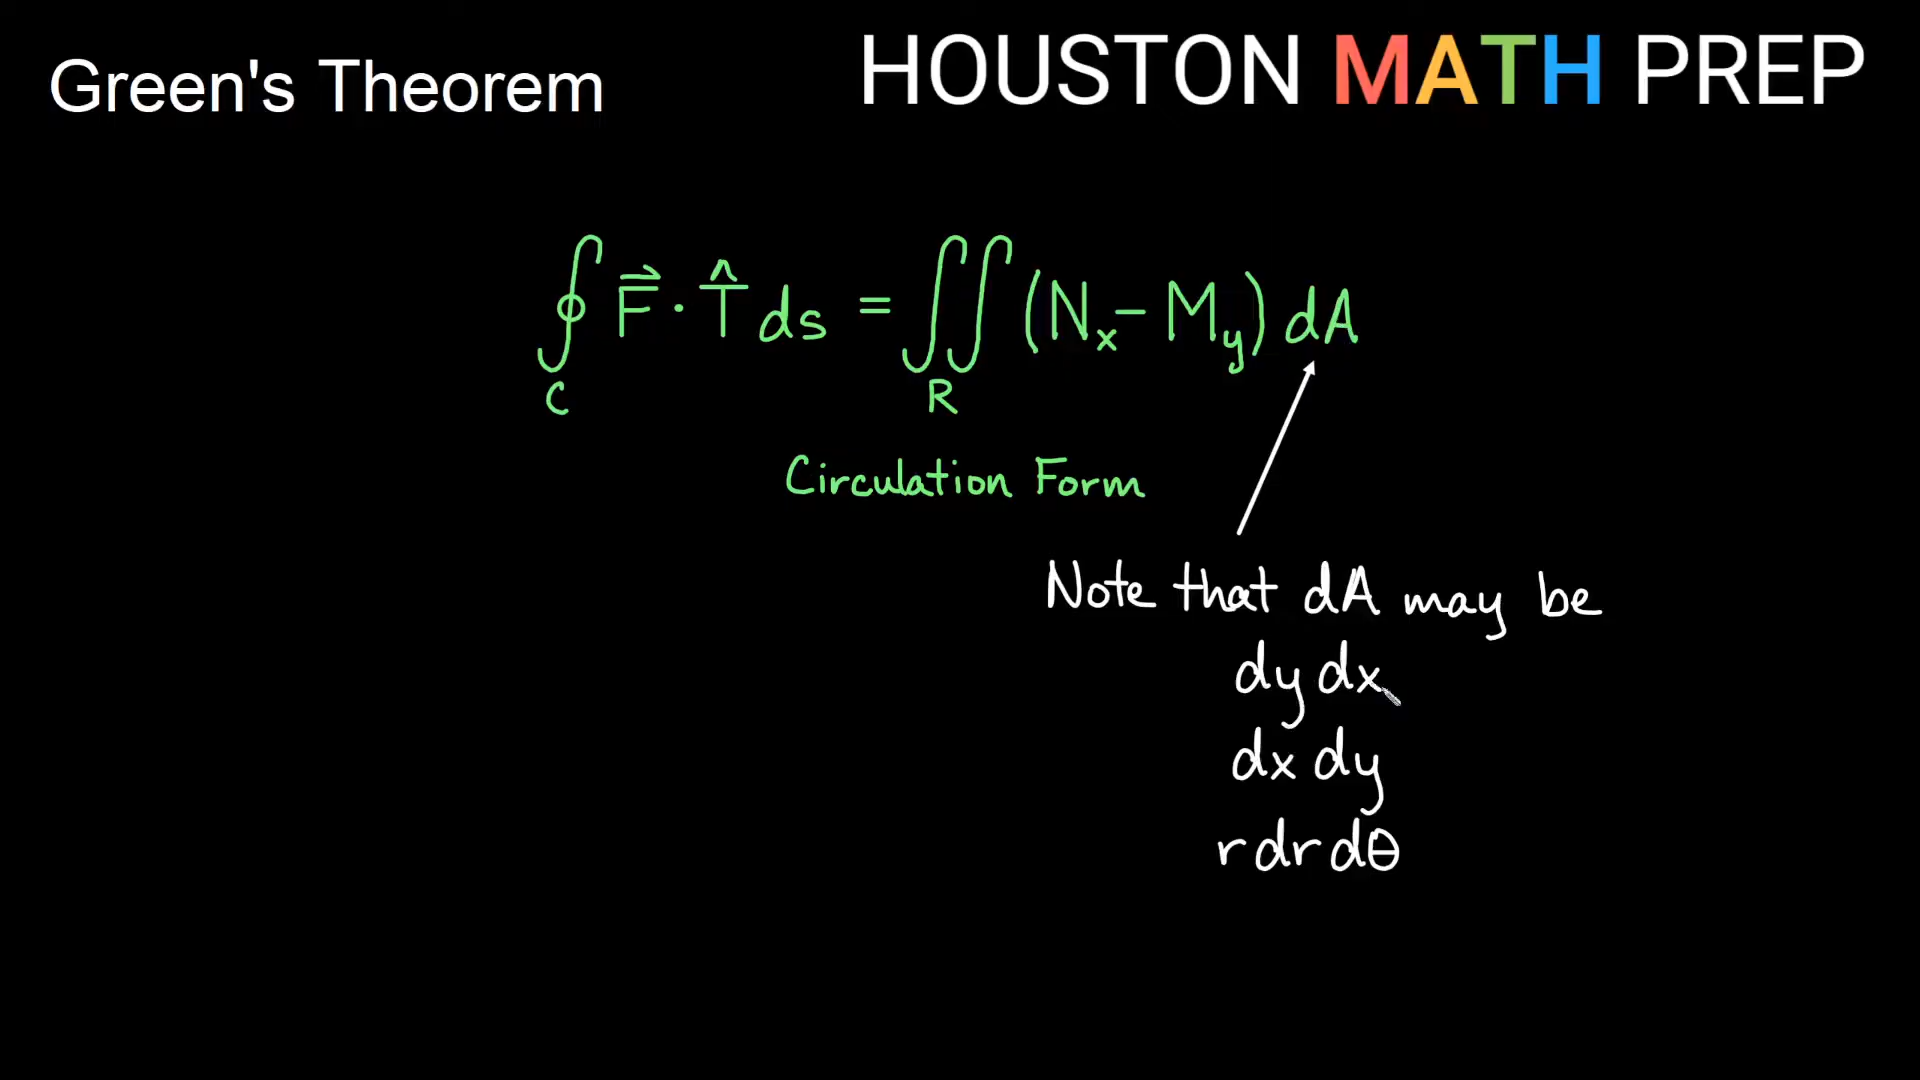 Green's Theorem
HOUSTON MATH PREP
∮_C F⃗ · T̂ ds = ∬_R (N_x − M_y) dA
Circulation Form
Note that dA may be
dy dx
dx dy
r dr dθ